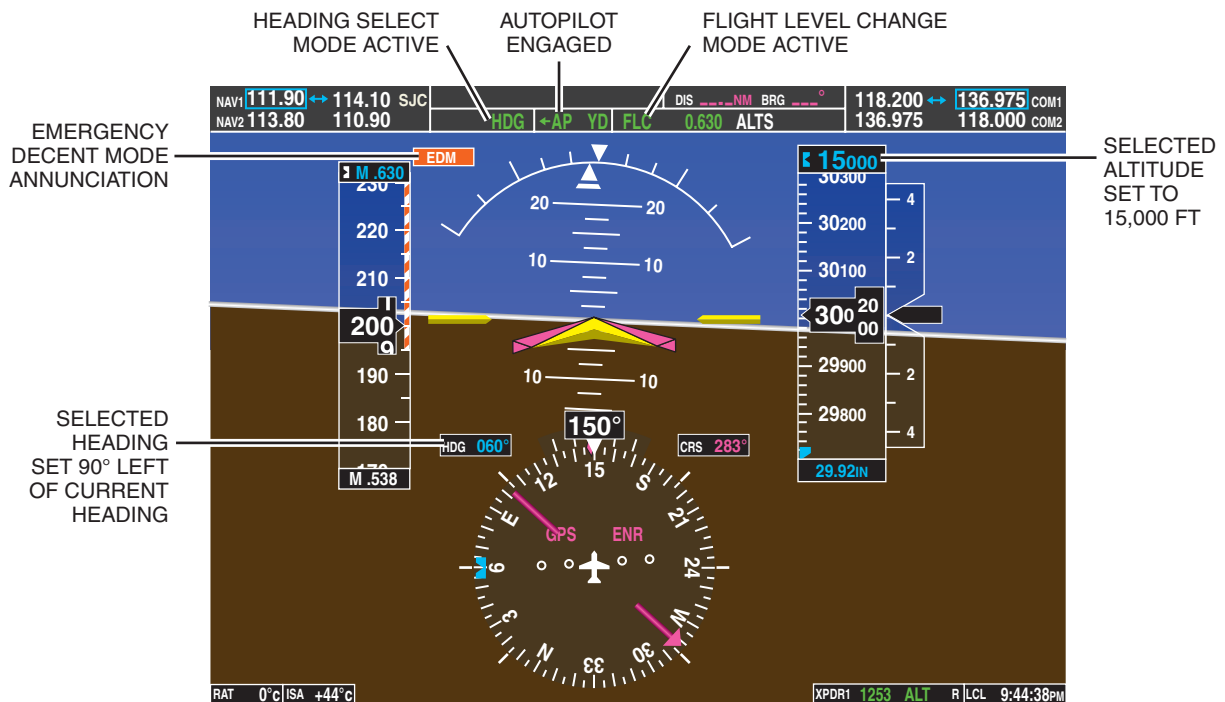 HEADING SELECT
MODE ACTIVE
AUTOPILOT
ENGAGED
FLIGHT LEVEL CHANGE
MODE ACTIVE
NAV1 111.90 ↔ 114.10 SJC
NAV2 113.80 110.90
DIS __._NM BRG ___°
HDG ←AP YD FLC 0.630 ALTS
118.200 ↔ 136.975 COM1
136.975 118.000 COM2
EMERGENCY
DECENT MODE
ANNUNCIATION
EDM
SELECTED
ALTITUDE
SET TO
15,000 FT
M .630
230
220
210
1
200
9
190
180
170
M .538
20 20
10 10
10 10
15000
30300
30200
30100
300 20
00
29900
29800
29.92IN
4
2
2
4
SELECTED
HEADING
SET 90° LEFT
OF CURRENT
HEADING
HDG 060°
150°
CRS 283°
GPS ENR
12 15 S 21 24 W 30 33 N 3 6 E
RAT 0°C ISA +44°C
XPDR1 1253 ALT R LCL 9:44:38PM